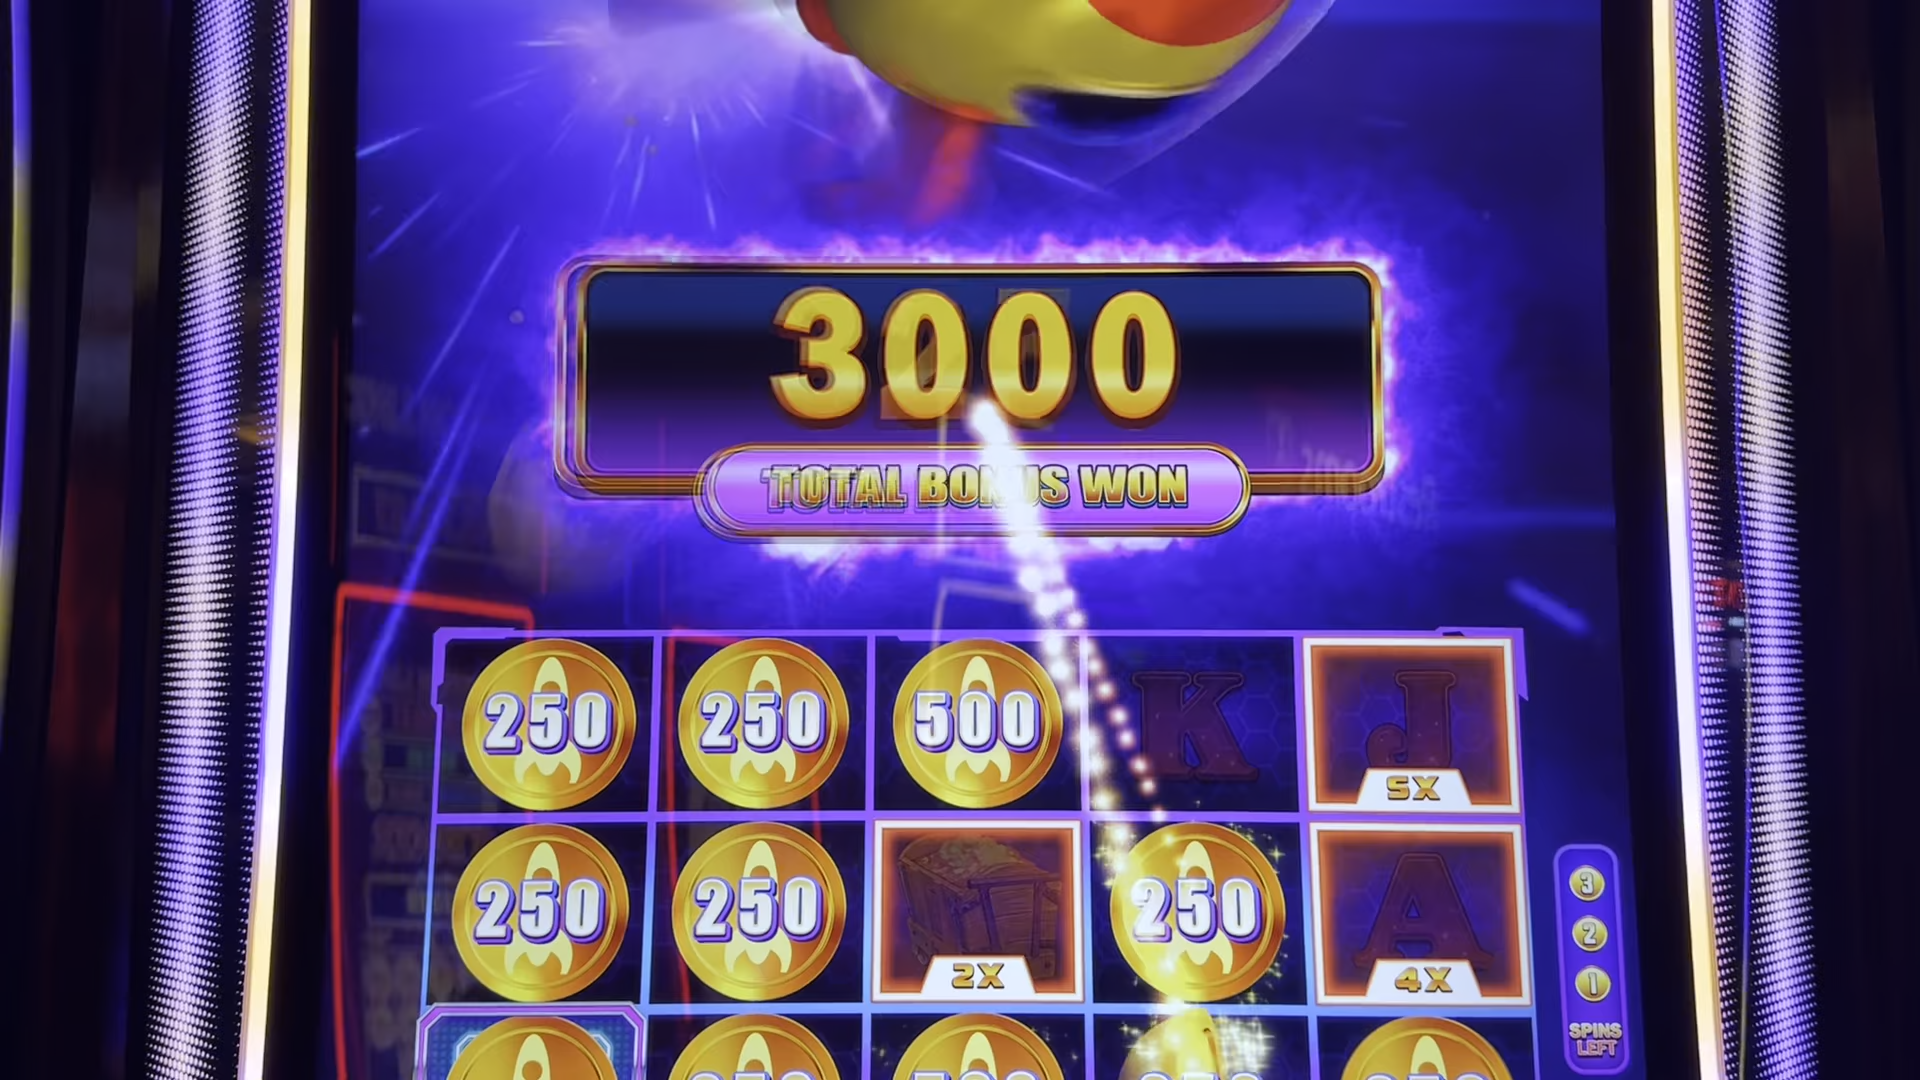 3000
TOTAL BONUS WON
250 250 500 K J
5X
250 250 250 A
2X 4X
3
2
1
SPINS
LEFT